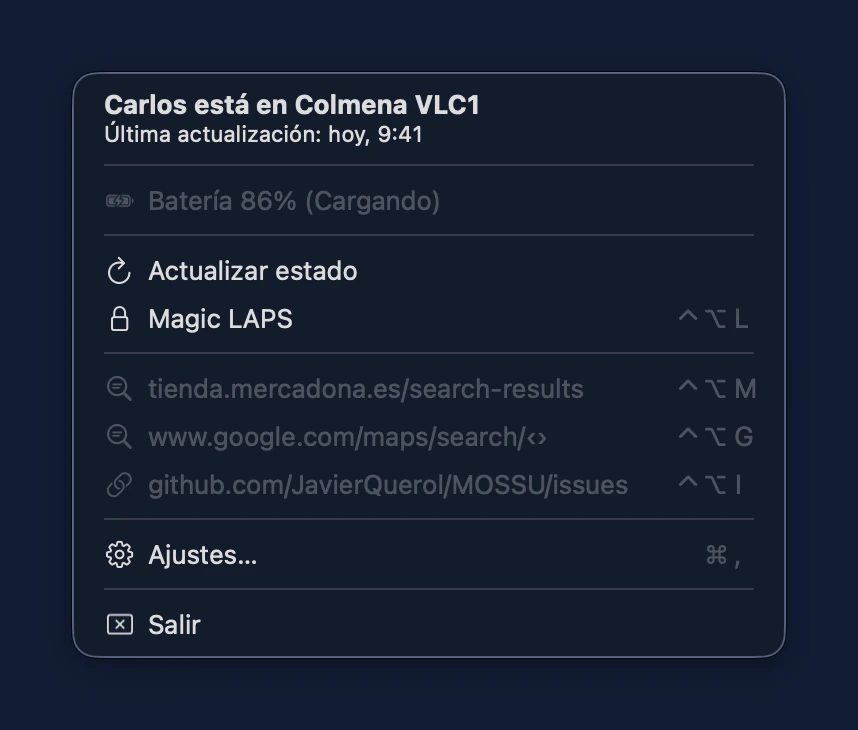 Carlos está en Colmena VLC1
Última actualización: hoy, 9:41
Batería 86% (Cargando)
Actualizar estado
Magic LAPS ^⌥ L
tienda.mercadona.es/search-results ^⌥ M
www.google.com/maps/search/‹› ^⌥ G
github.com/JavierQuerol/MOSSU/issues ^⌥ I
Ajustes... ⌘ ,
Salir